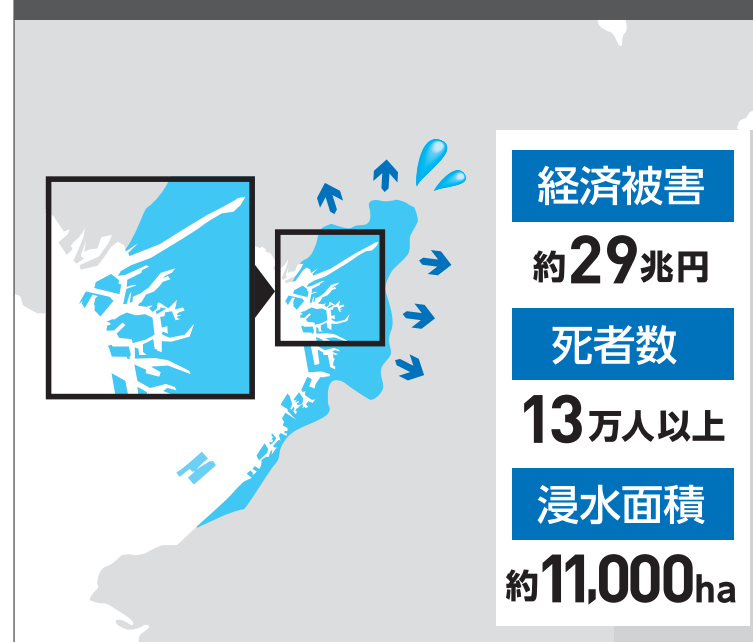 経済被害
約29兆円
死者数
13万人以上
浸水面積
約11,000ha